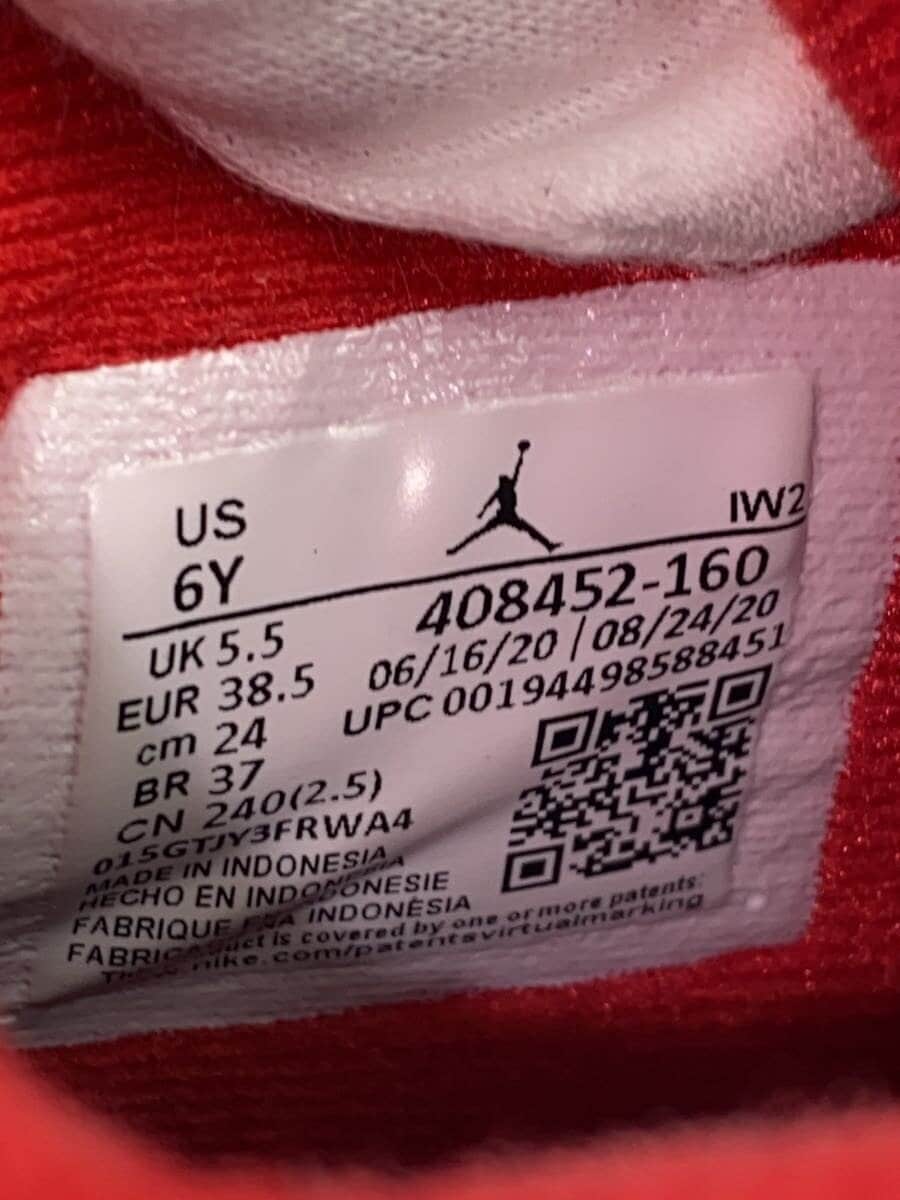 US
6Y
IW2
408452-160
UK 5.5
06/16/20 | 08/24/20
EUR 38.5
UPC 00194498588451
cm 24
BR 37
CN 240(2.5)
015GTJY3FRWA4
MADE IN INDONESIA
HECHO EN INDONESIE
FABRIQUE INDONÉSIA
is covered by one or more patents:
nike.com/patentsvirtualmarking